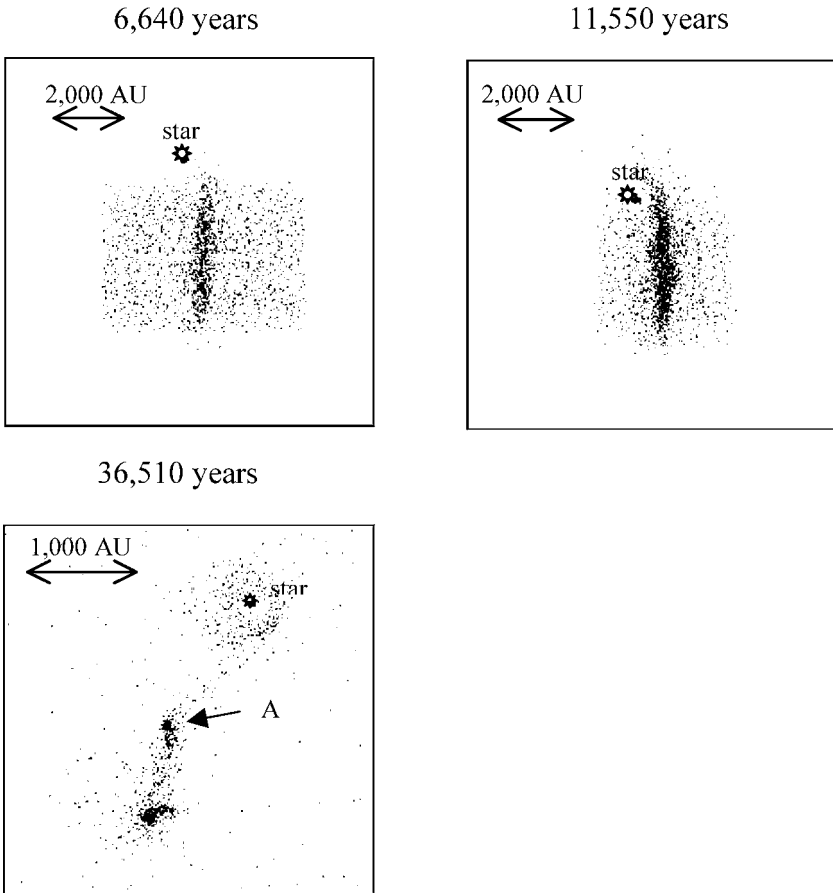 6,640 years
11,550 years
2,000 AU
star
2,000 AU
star
36,510 years
1,000 AU
star
A